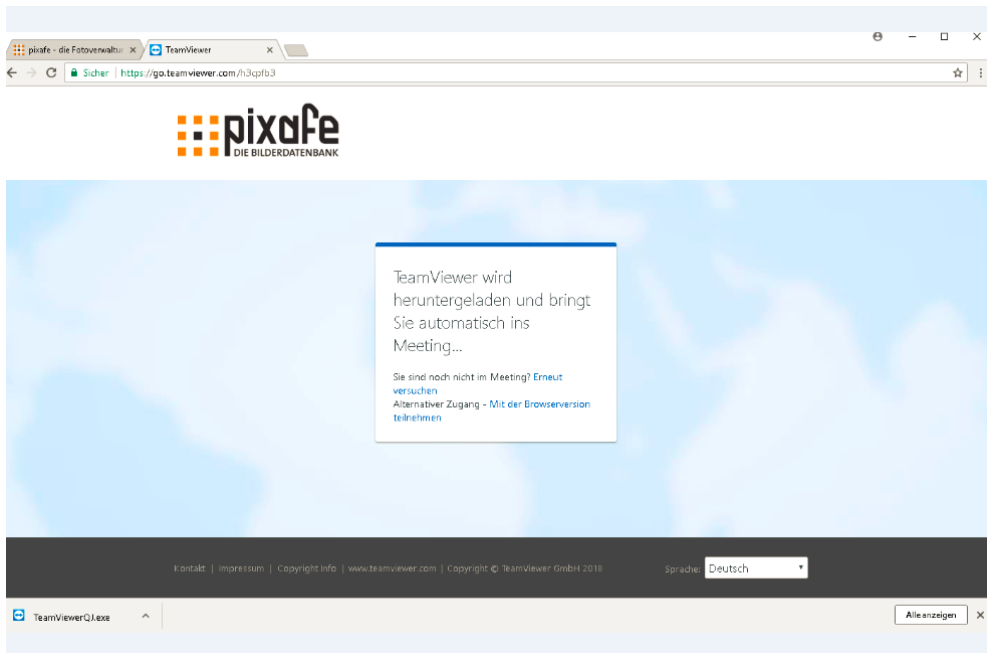 pixafe - die Fotoverwaltun
TeamViewer
Sicher | https://go.teamviewer.com/h3cpfb3
pixafe
DIE BILDERDATENBANK
TeamViewer wird
heruntergeladen und bringt
Sie automatisch ins
Meeting...
Sie sind noch nicht im Meeting? Erneut
versuchen
Alternativer Zugang - Mit der Browserversion
teilnehmen
Kontakt | Impressum | Copyright Info | www.teamviewer.com | Copyright © TeamViewer GmbH 2018
Sprache: Deutsch
TeamViewerQJ.exe
Alle anzeigen